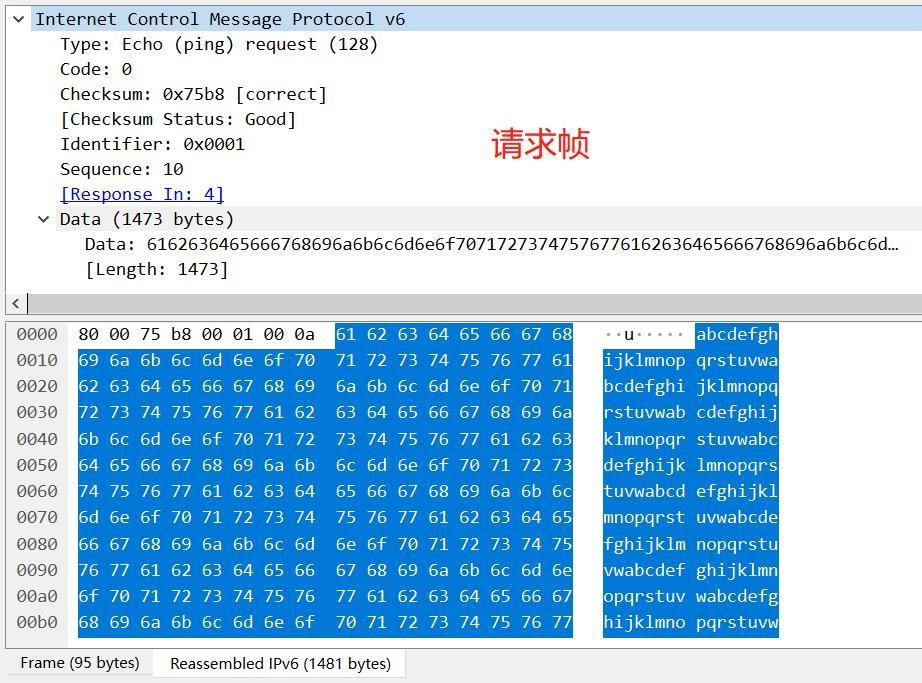 Internet Control Message Protocol v6
Type: Echo (ping) request (128)
Code: 0
Checksum: 0x75b8 [correct]
[Checksum Status: Good]
Identifier: 0x0001
请求帧
Sequence: 10
[Response In: 4]
Data (1473 bytes)
Data: 6162636465666768696a6b6c6d6e6f70717273747576776162636465666768696a6b6c6d…
[Length: 1473]
0000 80 00 75 b8 00 01 00 0a 61 62 63 64 65 66 67 68 ··u····· abcdefgh
0010 69 6a 6b 6c 6d 6e 6f 70 71 72 73 74 75 76 77 61 ijklmnop qrstuvwa
0020 62 63 64 65 66 67 68 69 6a 6b 6c 6d 6e 6f 70 71 bcdefghi jklmnopq
0030 72 73 74 75 76 77 61 62 63 64 65 66 67 68 69 6a rstuvwab cdefghij
0040 6b 6c 6d 6e 6f 70 71 72 73 74 75 76 77 61 62 63 klmnopqr stuvwabc
0050 64 65 66 67 68 69 6a 6b 6c 6d 6e 6f 70 71 72 73 defghijk lmnopqrs
0060 74 75 76 77 61 62 63 64 65 66 67 68 69 6a 6b 6c tuvwabcd efghijkl
0070 6d 6e 6f 70 71 72 73 74 75 76 77 61 62 63 64 65 mnopqrst uvwabcde
0080 66 67 68 69 6a 6b 6c 6d 6e 6f 70 71 72 73 74 75 fghijklm nopqrstu
0090 76 77 61 62 63 64 65 66 67 68 69 6a 6b 6c 6d 6e vwabcdef ghijklmn
00a0 6f 70 71 72 73 74 75 76 77 61 62 63 64 65 66 67 opqrstuv wabcdefg
00b0 68 69 6a 6b 6c 6d 6e 6f 70 71 72 73 74 75 76 77 hijklmno pqrstuvw
Frame (95 bytes) Reassembled IPv6 (1481 bytes)